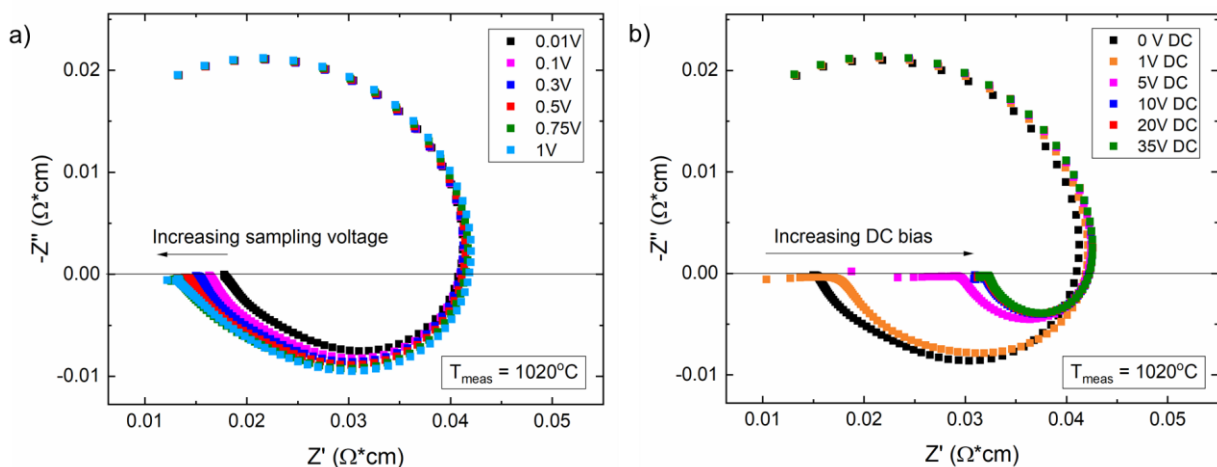 a)
0.01V
0.1V
0.3V
0.5V
0.75V
1V
Increasing sampling voltage
T_meas = 1020°C
-Z'' (Ω*cm)
0.02
0.01
0.00
-0.01
0.01 0.02 0.03 0.04 0.05
Z' (Ω*cm)
b)
0 V DC
1V DC
5V DC
10V DC
20V DC
35V DC
Increasing DC bias
T_meas = 1020°C
-Z'' (Ω*cm)
0.02
0.01
0.00
-0.01
0.01 0.02 0.03 0.04 0.05
Z' (Ω*cm)